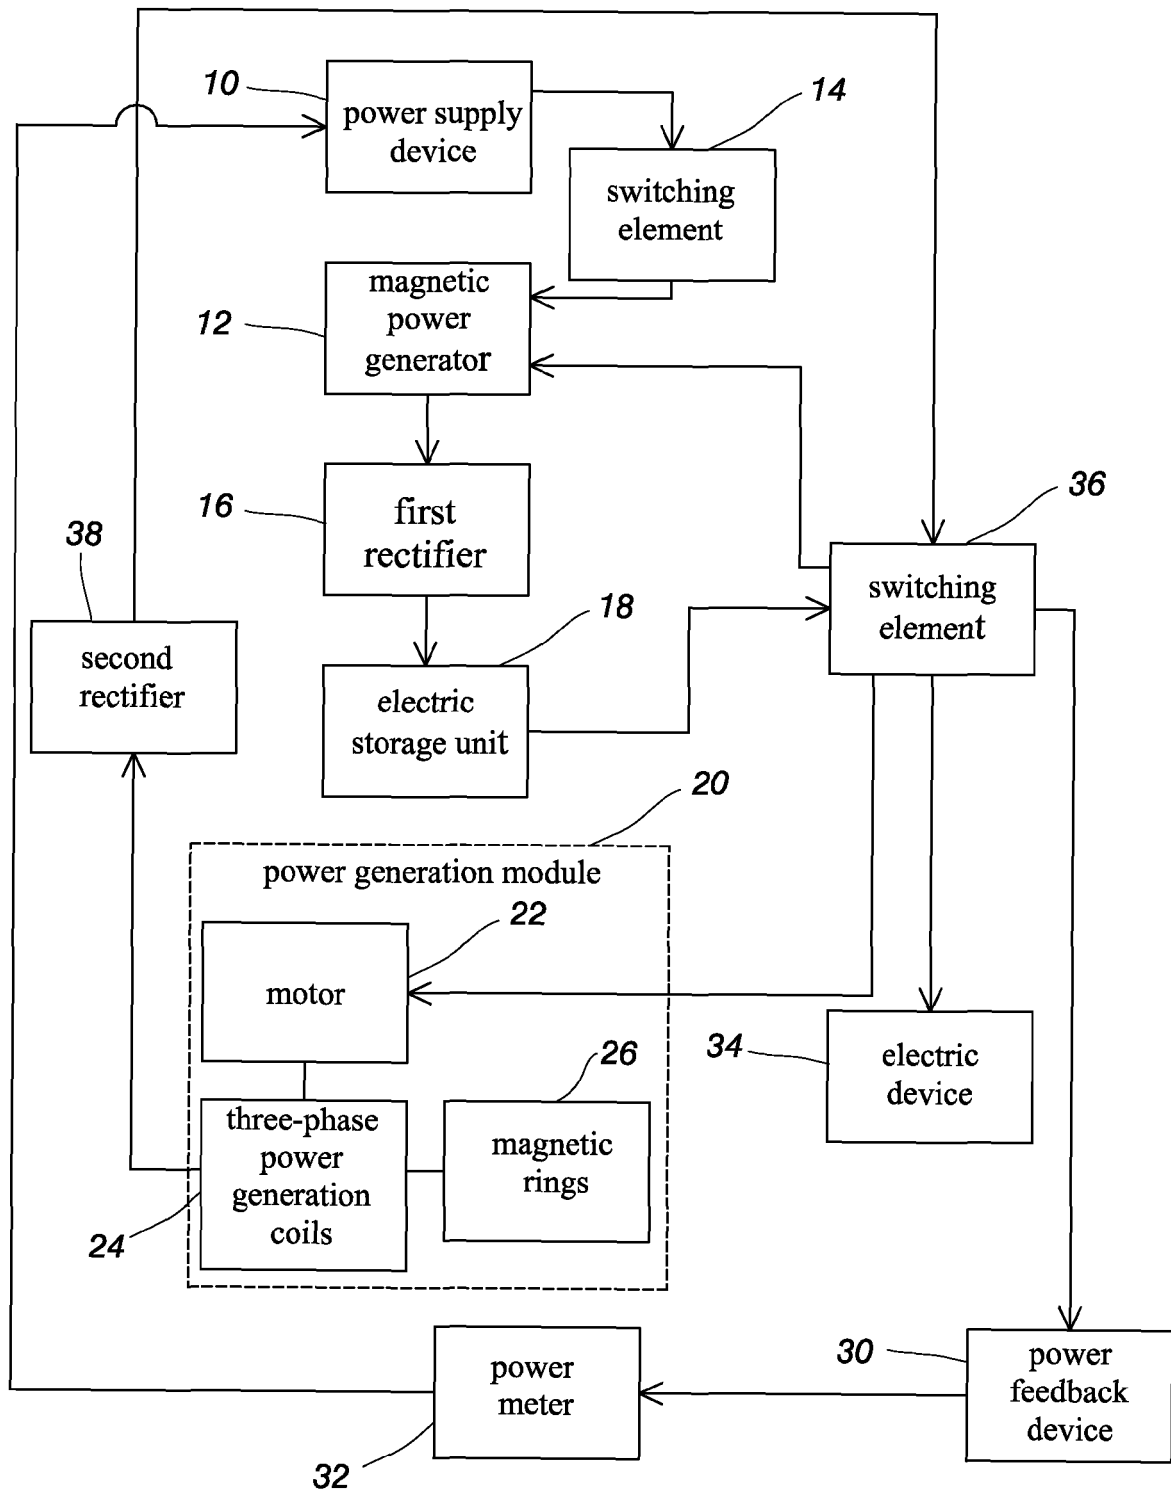 10
power supply
device
14
switching
element
magnetic
power
generator
12
16
first
rectifier
36
switching
element
38
second
rectifier
18
electric
storage unit
20
power generation module
22
motor
26
magnetic
rings
three-phase
power
generation
coils
24
34
electric
device
30
power
feedback
device
power
meter
32